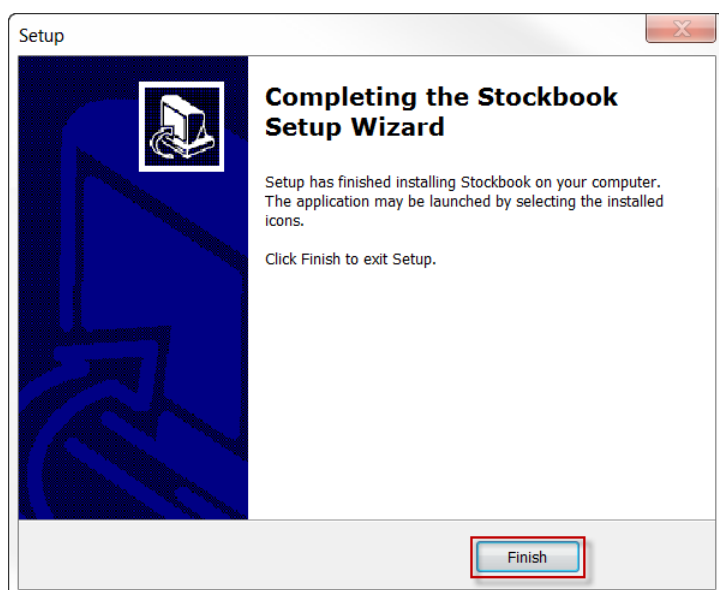 Setup
Completing the Stockbook
Setup Wizard
Setup has finished installing Stockbook on your computer.
The application may be launched by selecting the installed
icons.
Click Finish to exit Setup.
Finish